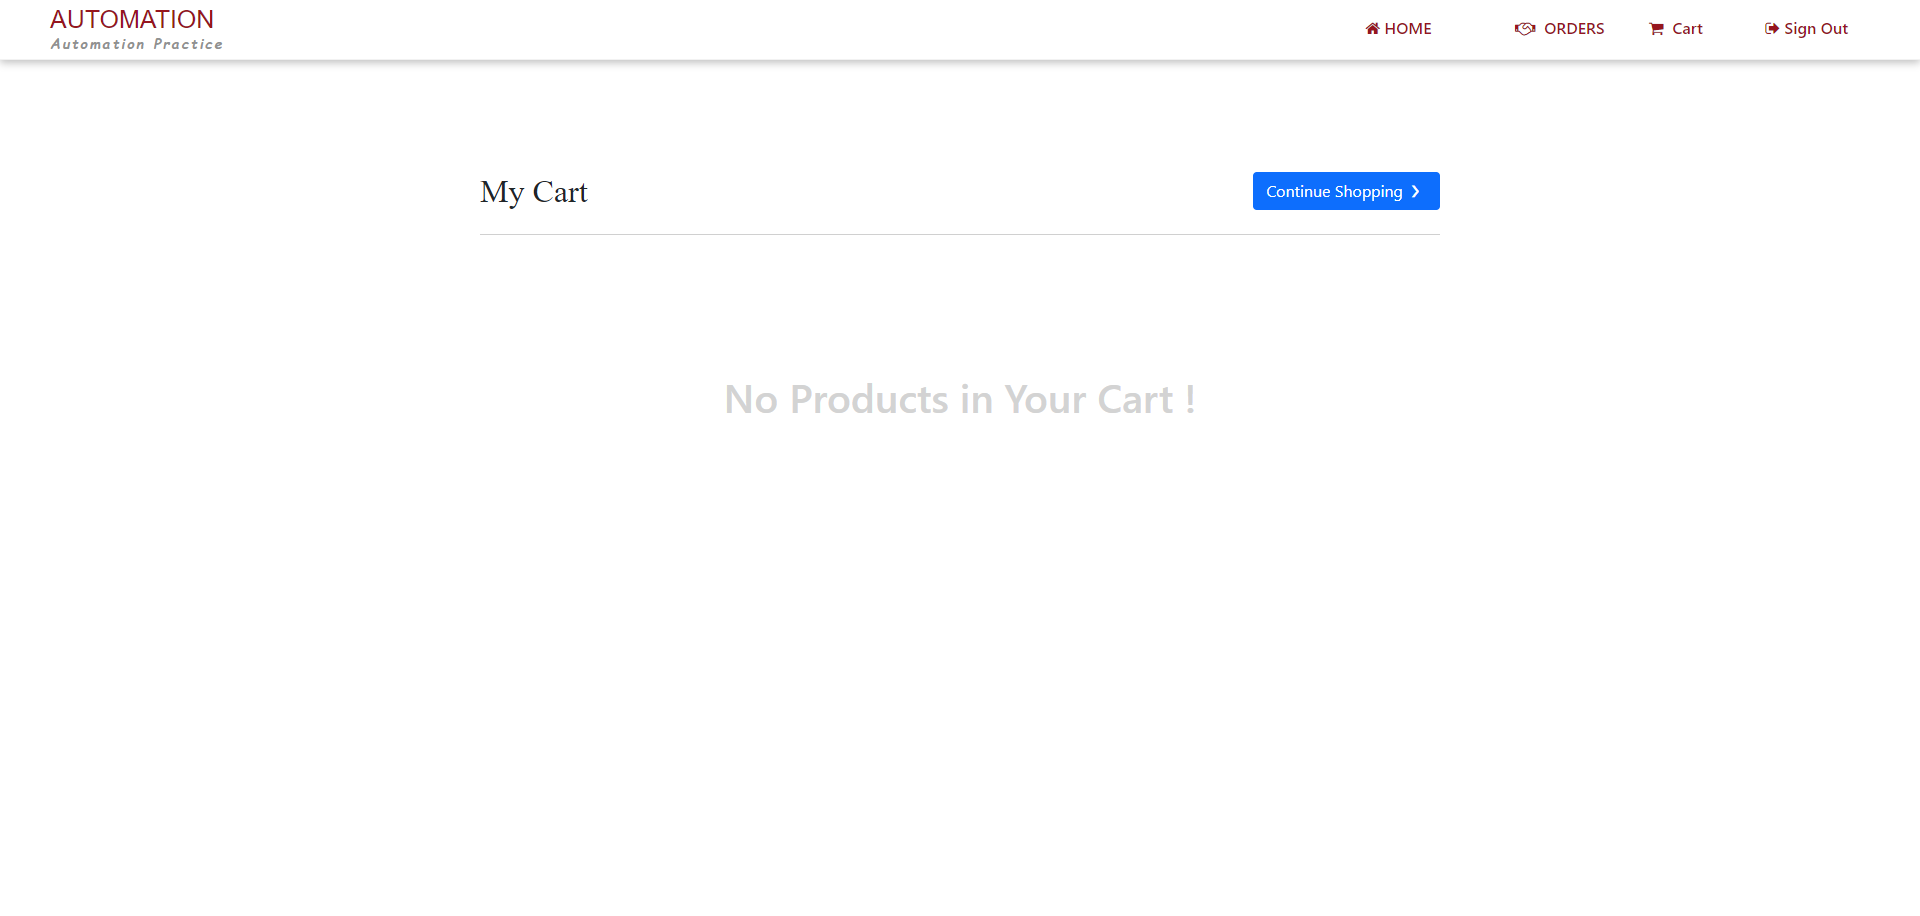 AUTOMATION
Automation Practice
HOME
ORDERS
Cart
Sign Out
My Cart
Continue Shopping
No Products in Your Cart !